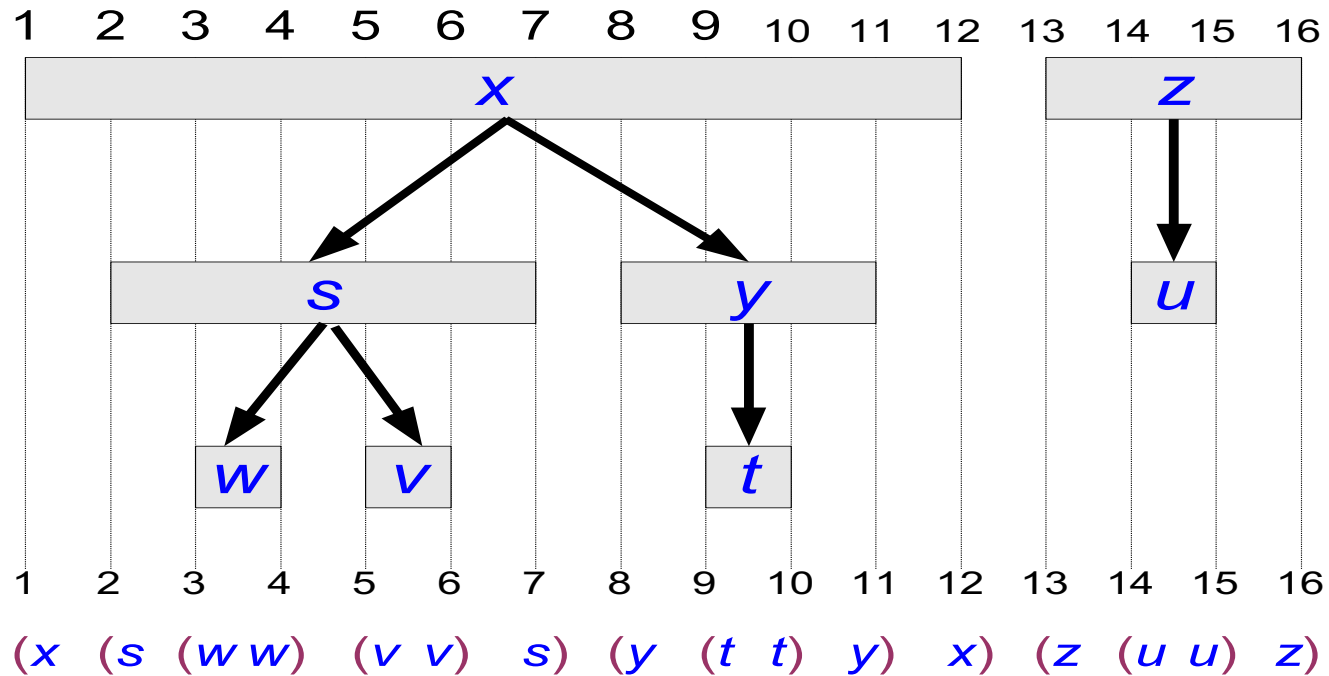 1 2 3 4 5 6 7 8 9 10 11 12 13 14 15 16
x z
s y u
w v t
1 2 3 4 5 6 7 8 9 10 11 12 13 14 15 16
(x (s (w w) (v v) s) (y (t t) y) x) (z (u u) z)